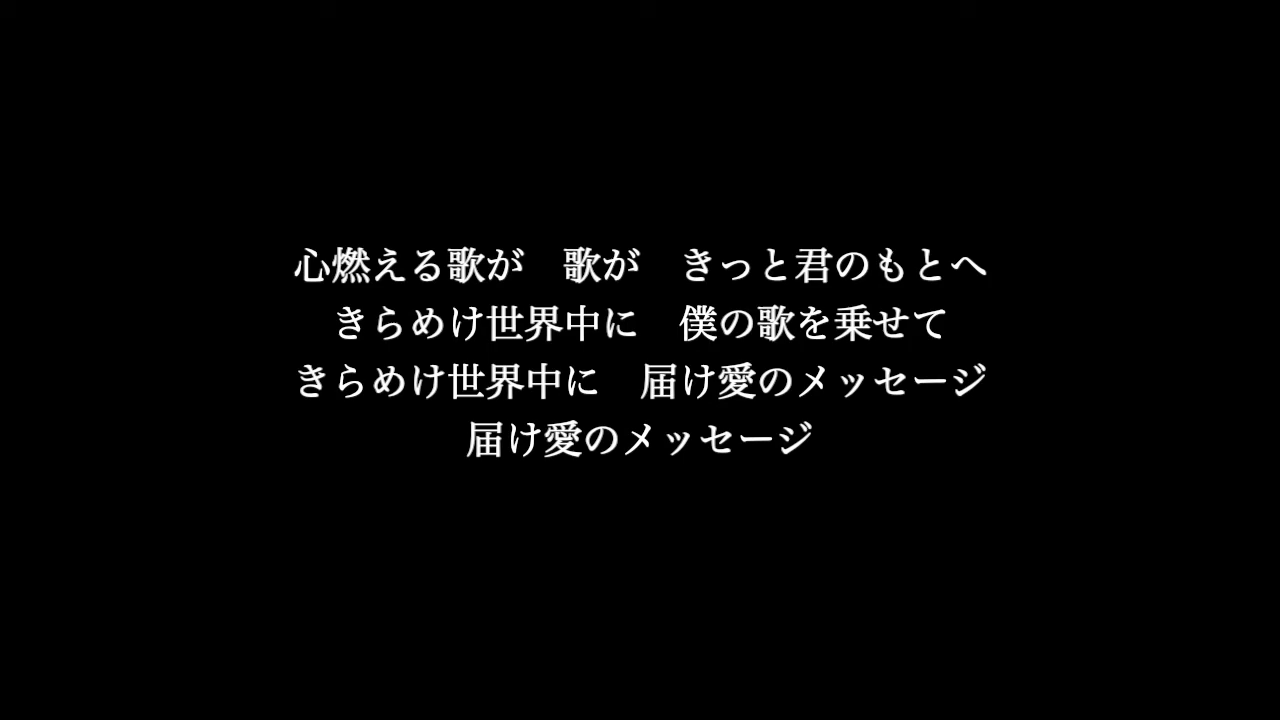 心燃える歌が　歌が　きっと君のもとへ
きらめけ世界中に　僕の歌を乗せて
きらめけ世界中に　届け愛のメッセージ
届け愛のメッセージ